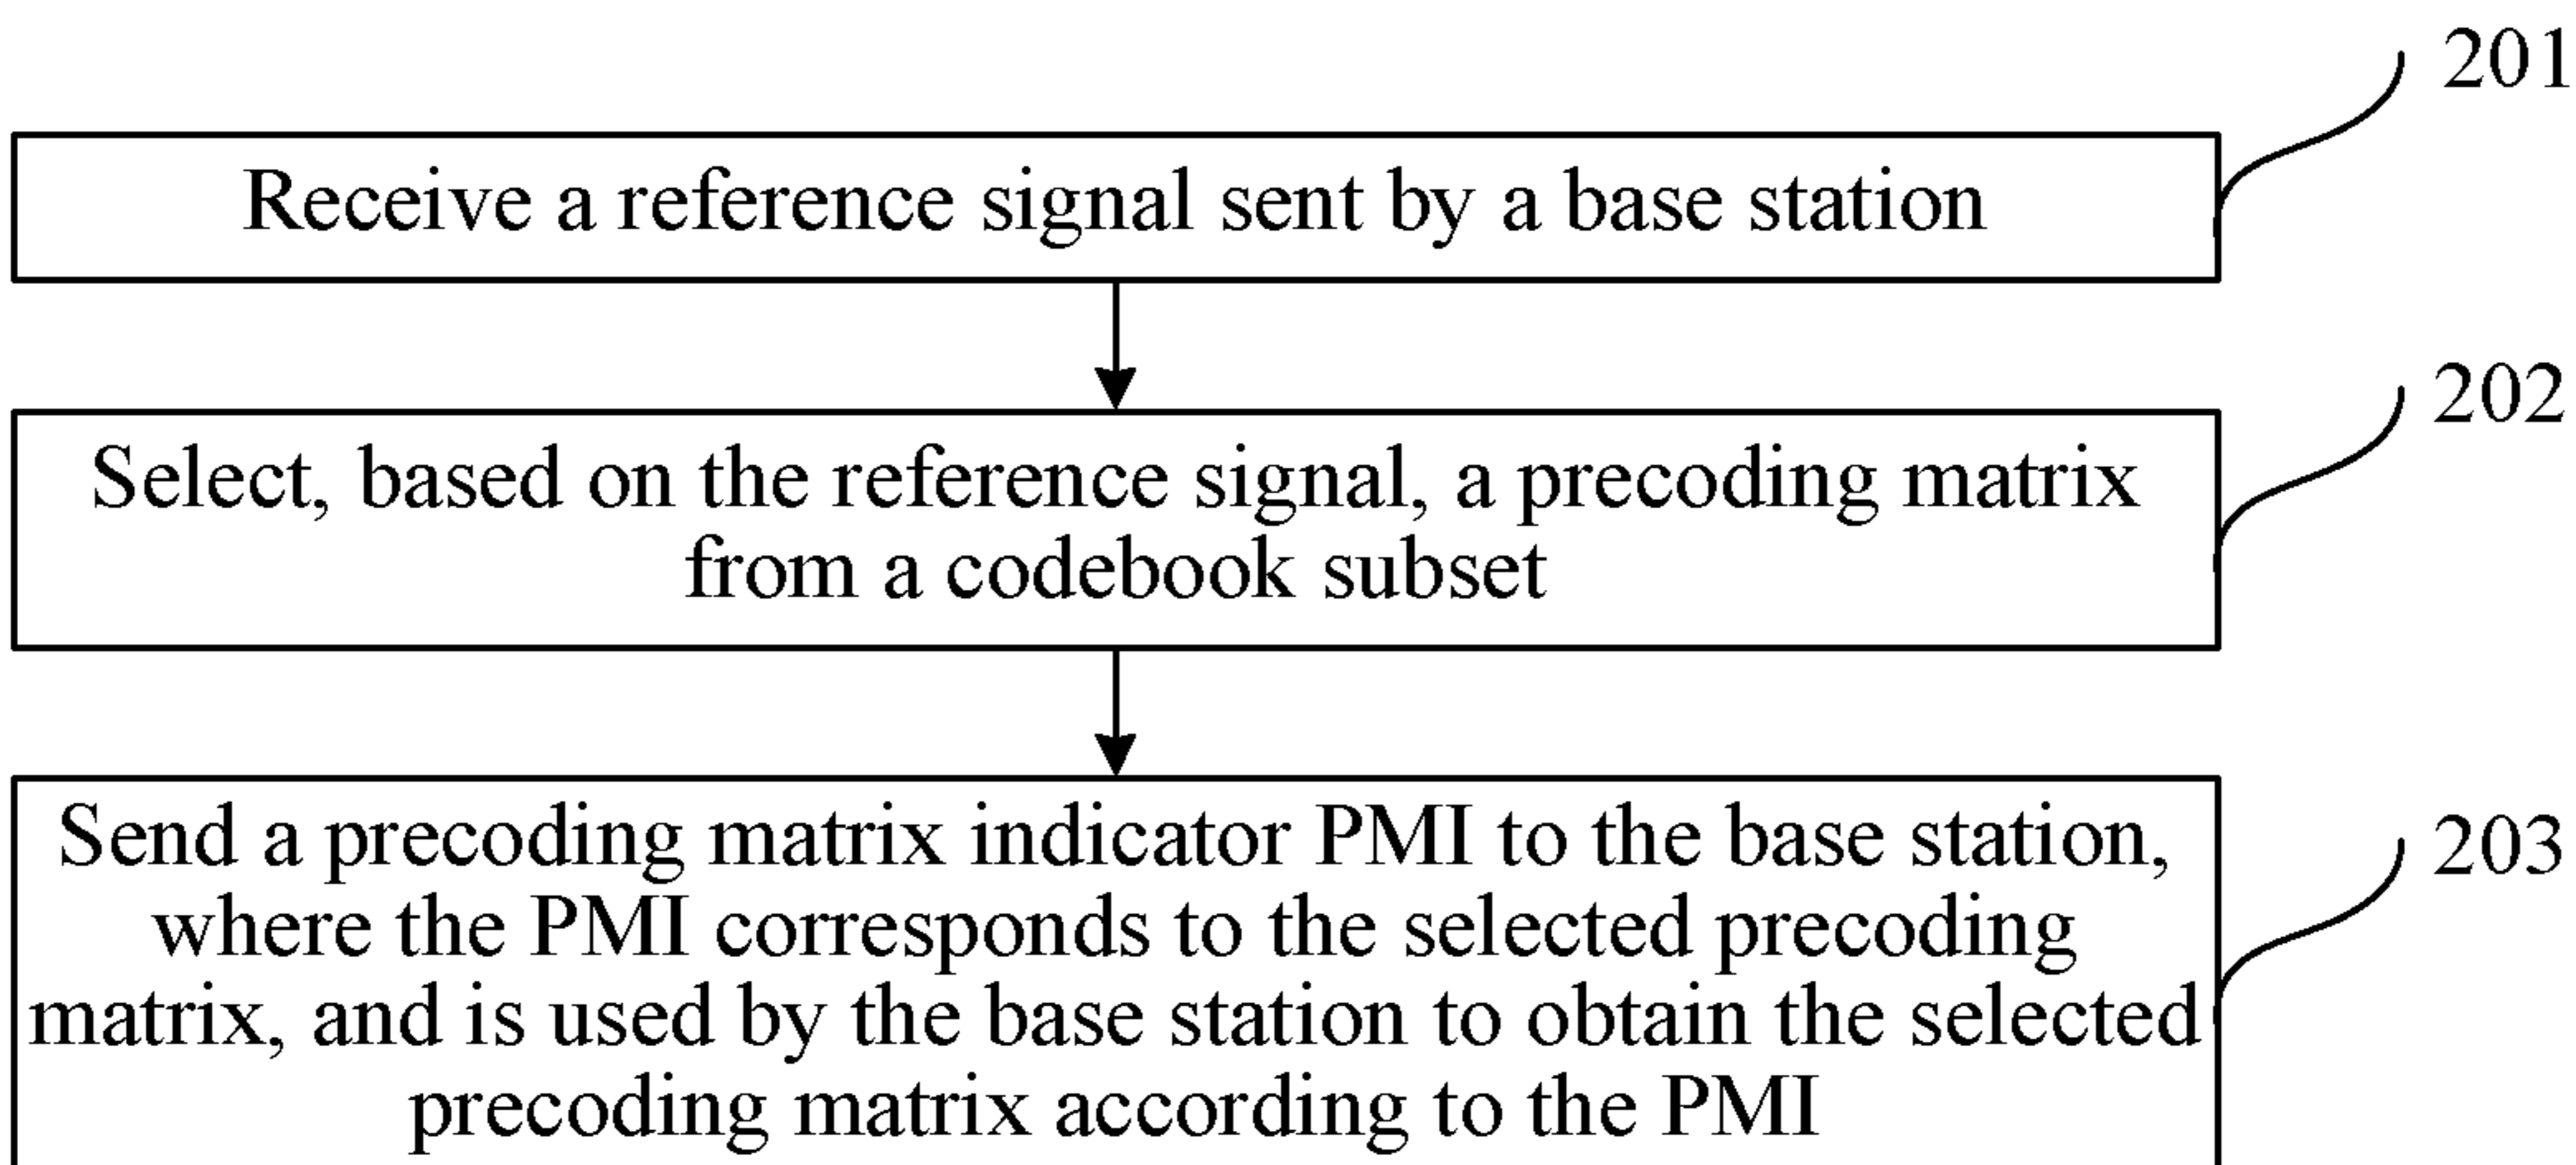 201
Receive a reference signal sent by a base station
202
Select, based on the reference signal, a precoding matrix
from a codebook subset
203
Send a precoding matrix indicator PMI to the base station,
where the PMI corresponds to the selected precoding
matrix, and is used by the base station to obtain the selected
precoding matrix according to the PMI